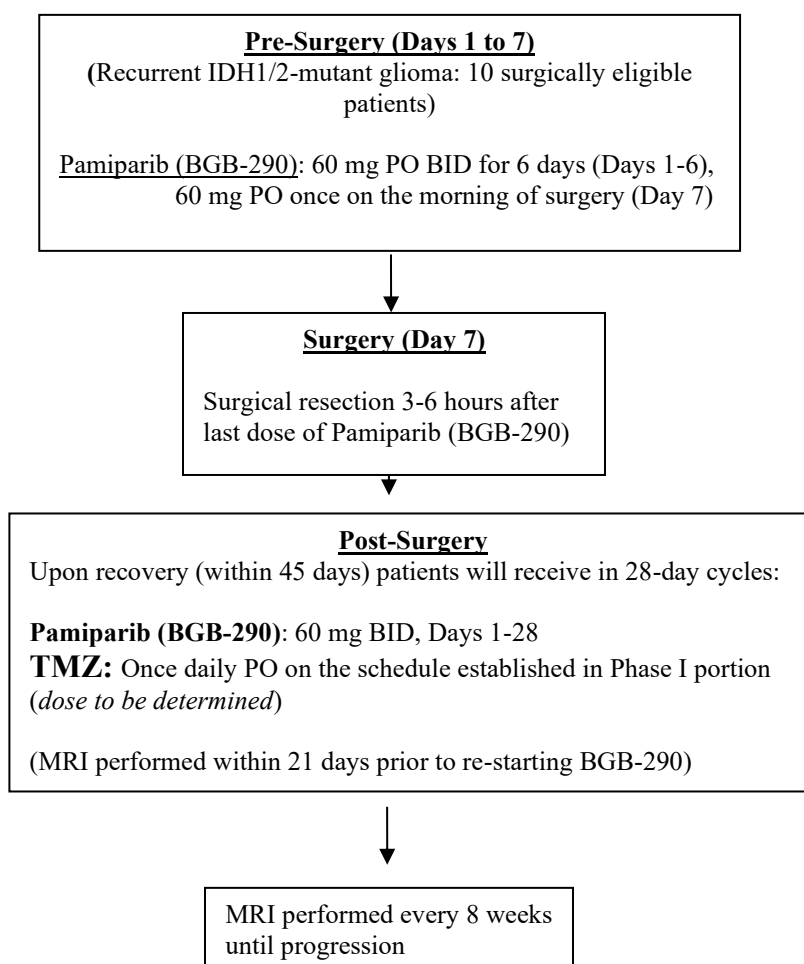 Pre-Surgery (Days 1 to 7)
(Recurrent IDH1/2-mutant glioma: 10 surgically eligible
patients)
Pamiparib (BGB-290): 60 mg PO BID for 6 days (Days 1-6),
60 mg PO once on the morning of surgery (Day 7)
Surgery (Day 7)
Surgical resection 3-6 hours after
last dose of Pamiparib (BGB-290)
Post-Surgery
Upon recovery (within 45 days) patients will receive in 28-day cycles:
Pamiparib (BGB-290): 60 mg BID, Days 1-28
TMZ: Once daily PO on the schedule established in Phase I portion
(dose to be determined)
(MRI performed within 21 days prior to re-starting BGB-290)
MRI performed every 8 weeks
until progression